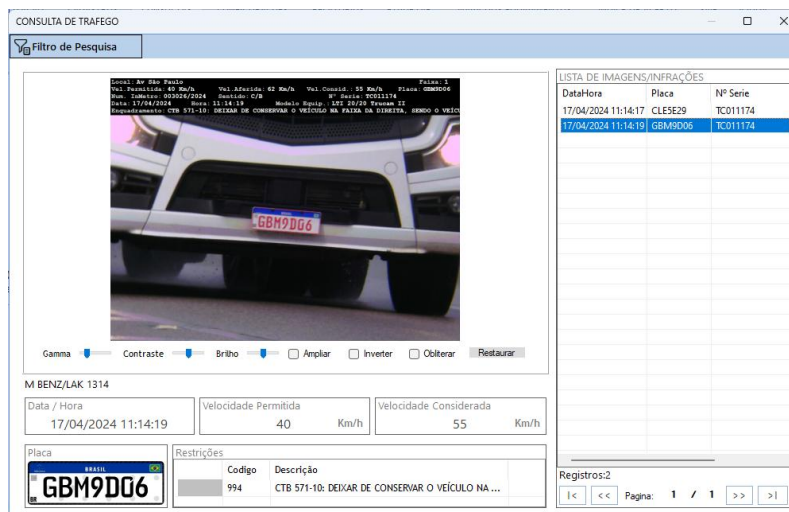 CONSULTA DE TRAFEGO
Filtro de Pesquisa
Local: Av São Paulo Faixa: 1
Vel.Permitida: 40 Km/h Vel.Aferida: 62 Km/h Vel.Consid.: 55 Km/h Placa: GBM9D06
Num. InMetro: 003026/2024 Sentido: C/B Nº Serie: TC011174
Data: 17/04/2024 Hora: 11:14:19 Modelo Equip.: LTI 20/20 Trucam II
Enquadramento: CTB 571-10: DEIXAR DE CONSERVAR O VEÍCULO NA FAIXA DA DIREITA, SENDO O VEÍCU
BRASIL
GBM9D06
Gamma Contraste Brilho Ampliar Inverter Obliterar Restaurar
M BENZ/LAK 1314
Data / Hora Velocidade Permitida Velocidade Considerada
17/04/2024 11:14:19 40 Km/h 55 Km/h
Placa Restrições
BRASIL
BR
GBM9D06
Codigo Descrição
994 CTB 571-10: DEIXAR DE CONSERVAR O VEÍCULO NA ...
LISTA DE IMAGENS/INFRAÇÕES
DataHora Placa Nº Serie
17/04/2024 11:14:17 CLE5E29 TC011174
17/04/2024 11:14:19 GBM9D06 TC011174
Registros:2
|< << Pagina: 1 / 1 >> >|